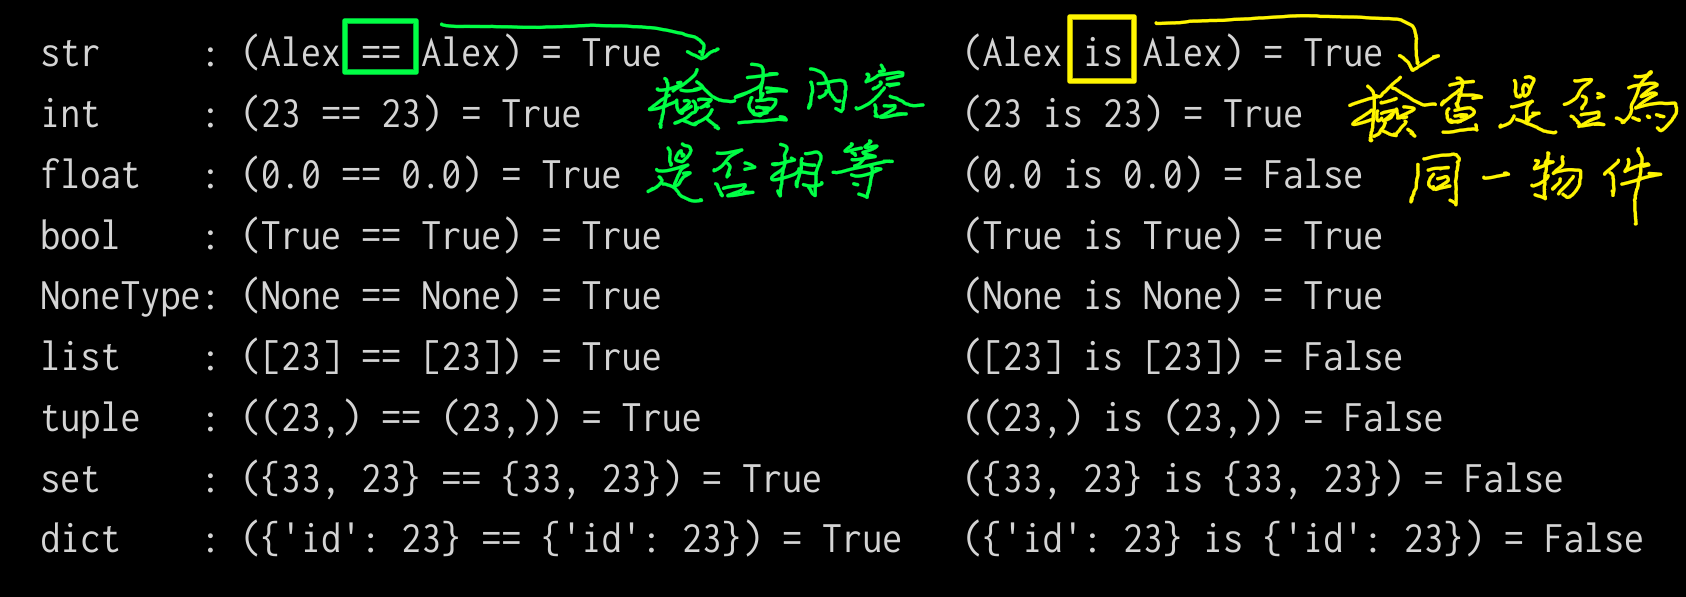 str     : (Alex == Alex) = True
(Alex is Alex) = True
檢查內容
是否相等
檢查是否為
同一物件
int     : (23 == 23) = True
(23 is 23) = True
float   : (0.0 == 0.0) = True
(0.0 is 0.0) = False
bool    : (True == True) = True
(True is True) = True
NoneType: (None == None) = True
(None is None) = True
list    : ([23] == [23]) = True
([23] is [23]) = False
tuple   : ((23,) == (23,)) = True
((23,) is (23,)) = False
set     : ({33, 23} == {33, 23}) = True
({33, 23} is {33, 23}) = False
dict    : ({'id': 23} == {'id': 23}) = True
({'id': 23} is {'id': 23}) = False